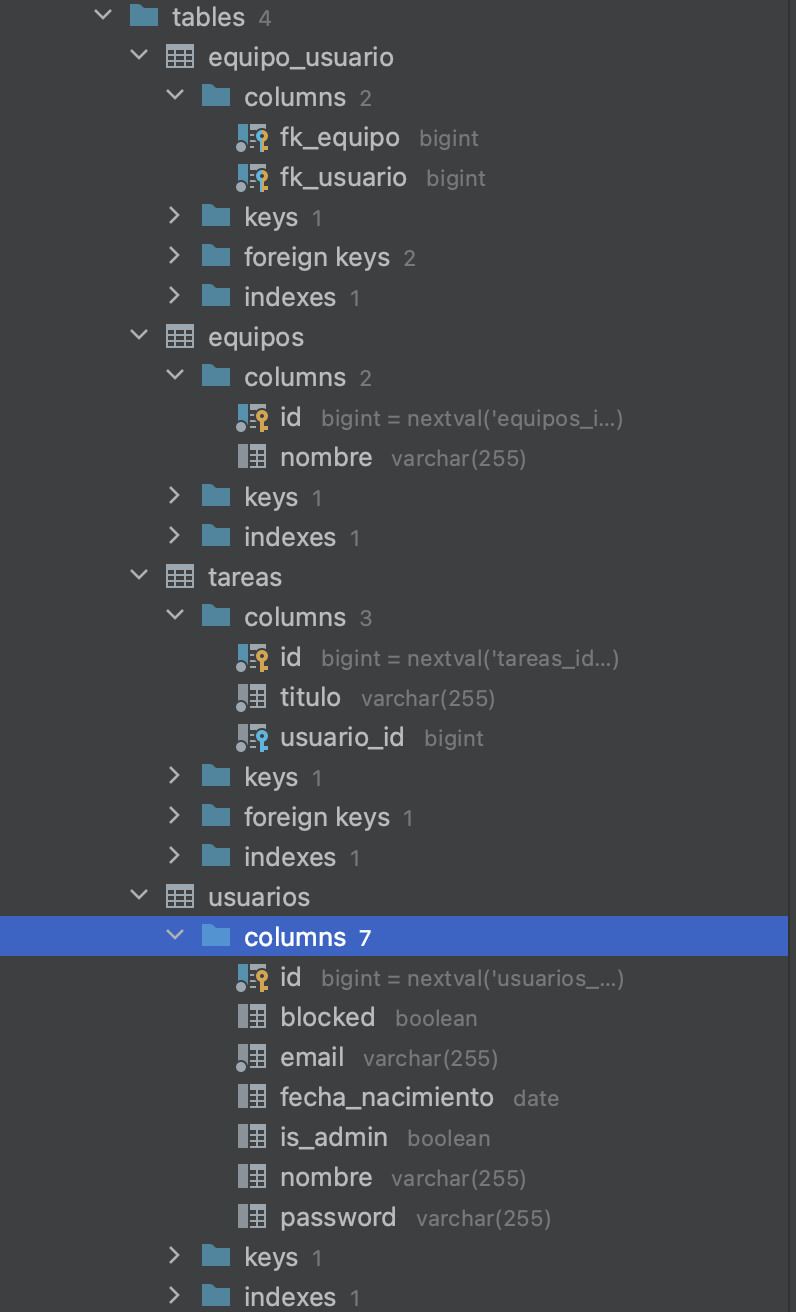 tables 4
equipo_usuario
columns 2
fk_equipo bigint
fk_usuario bigint
keys 1
foreign keys 2
indexes 1
equipos
columns 2
id bigint = nextval('equipos_i...)
nombre varchar(255)
keys 1
indexes 1
tareas
columns 3
id bigint = nextval('tareas_id...)
titulo varchar(255)
usuario_id bigint
keys 1
foreign keys 1
indexes 1
usuarios
columns 7
id bigint = nextval('usuarios_...)
blocked boolean
email varchar(255)
fecha_nacimiento date
is_admin boolean
nombre varchar(255)
password varchar(255)
keys 1
indexes 1